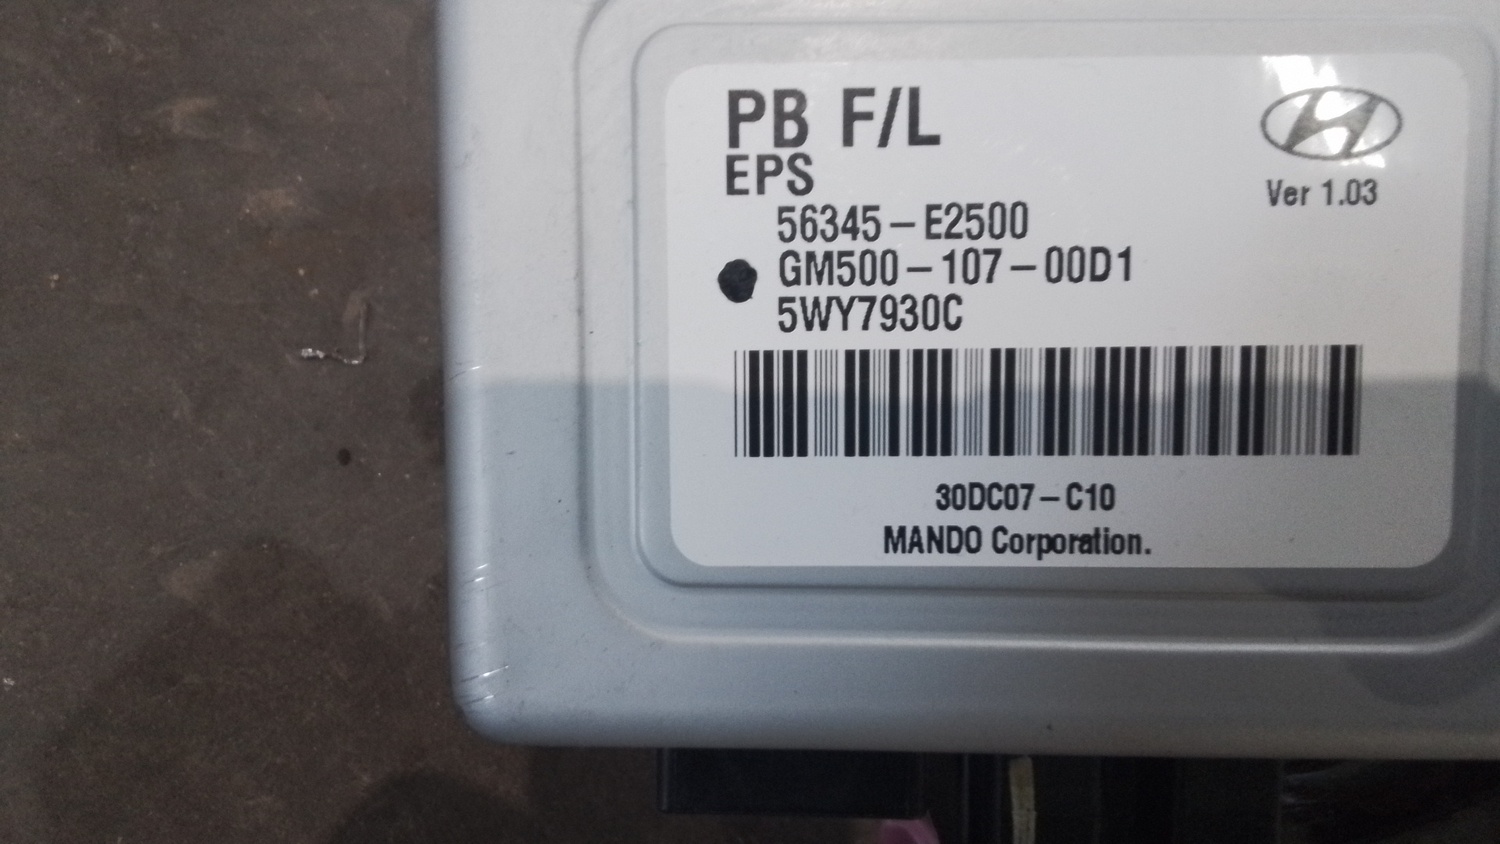 PB F/L
EPS
Ver 1.03
56345-E2500
GM500-107-00D1
5WY7930C
30DC07-C10
MANDO Corporation.